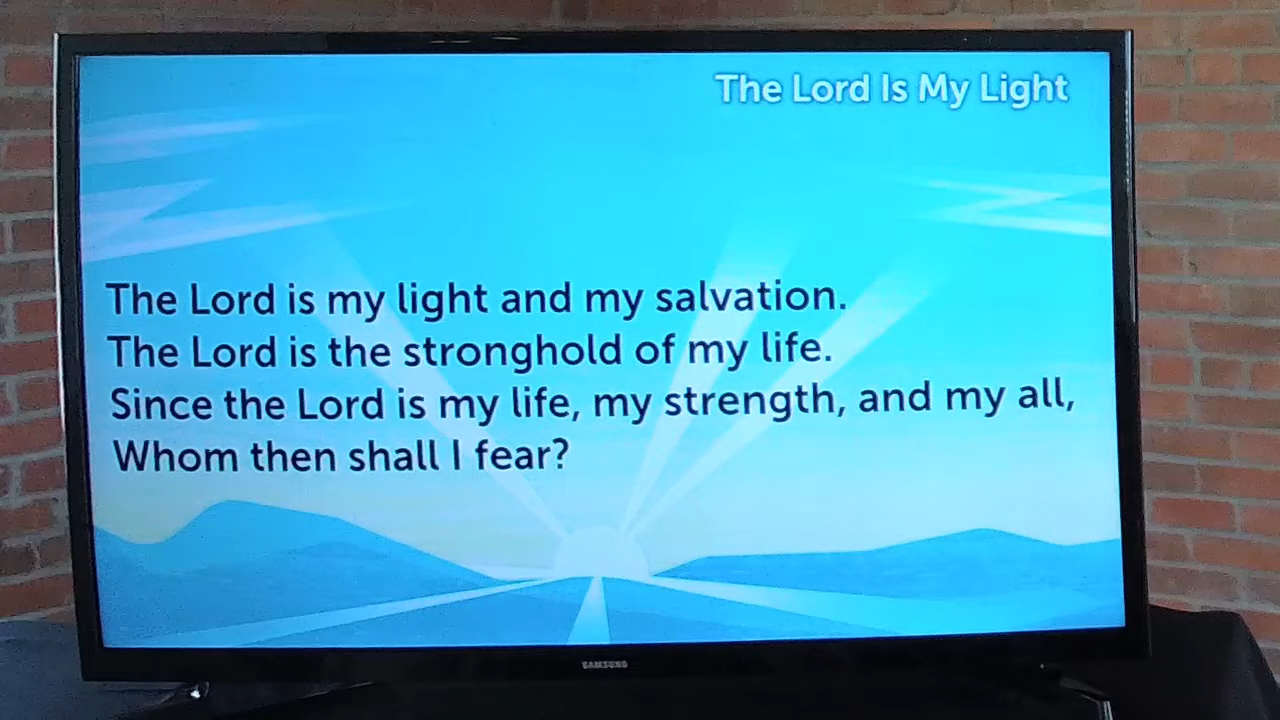 The Lord Is My Light
The Lord is my light and my salvation.
The Lord is the stronghold of my life.
Since the Lord is my life, my strength, and my all,
Whom then shall I fear?
SAMSUNG